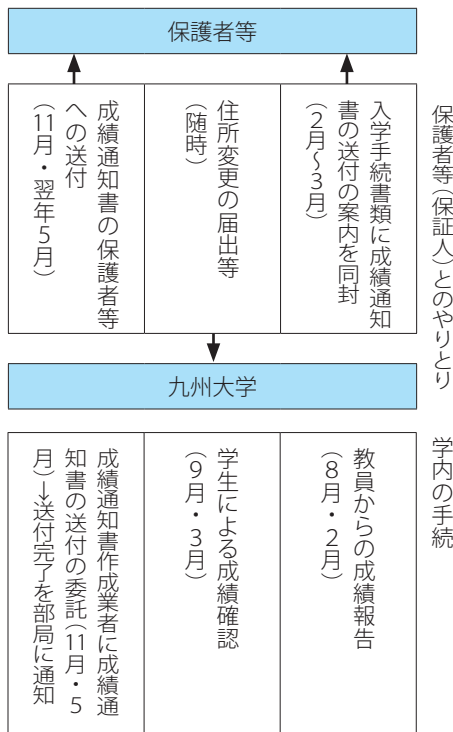 保護者等
保護者等（保証人）とのやりとり
入学手続書類に成績通知
書の送付の案内を同封
（２月～３月）
住所変更の届出等
（随時）
成績通知書の保護者等
への送付
（11月・翌年５月）
九州大学
学内の手続
教員からの成績報告
（８月・２月）
学生による成績確認
（９月・３月）
成績通知書作成業者に成績通
知書の送付の委託（11月・５
月）→送付完了を部局に通知